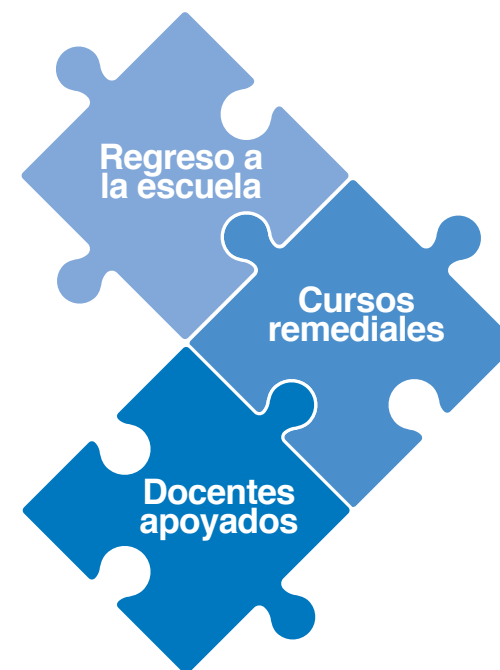 Regreso a
la escuela
Cursos
remediales
Docentes
apoyados